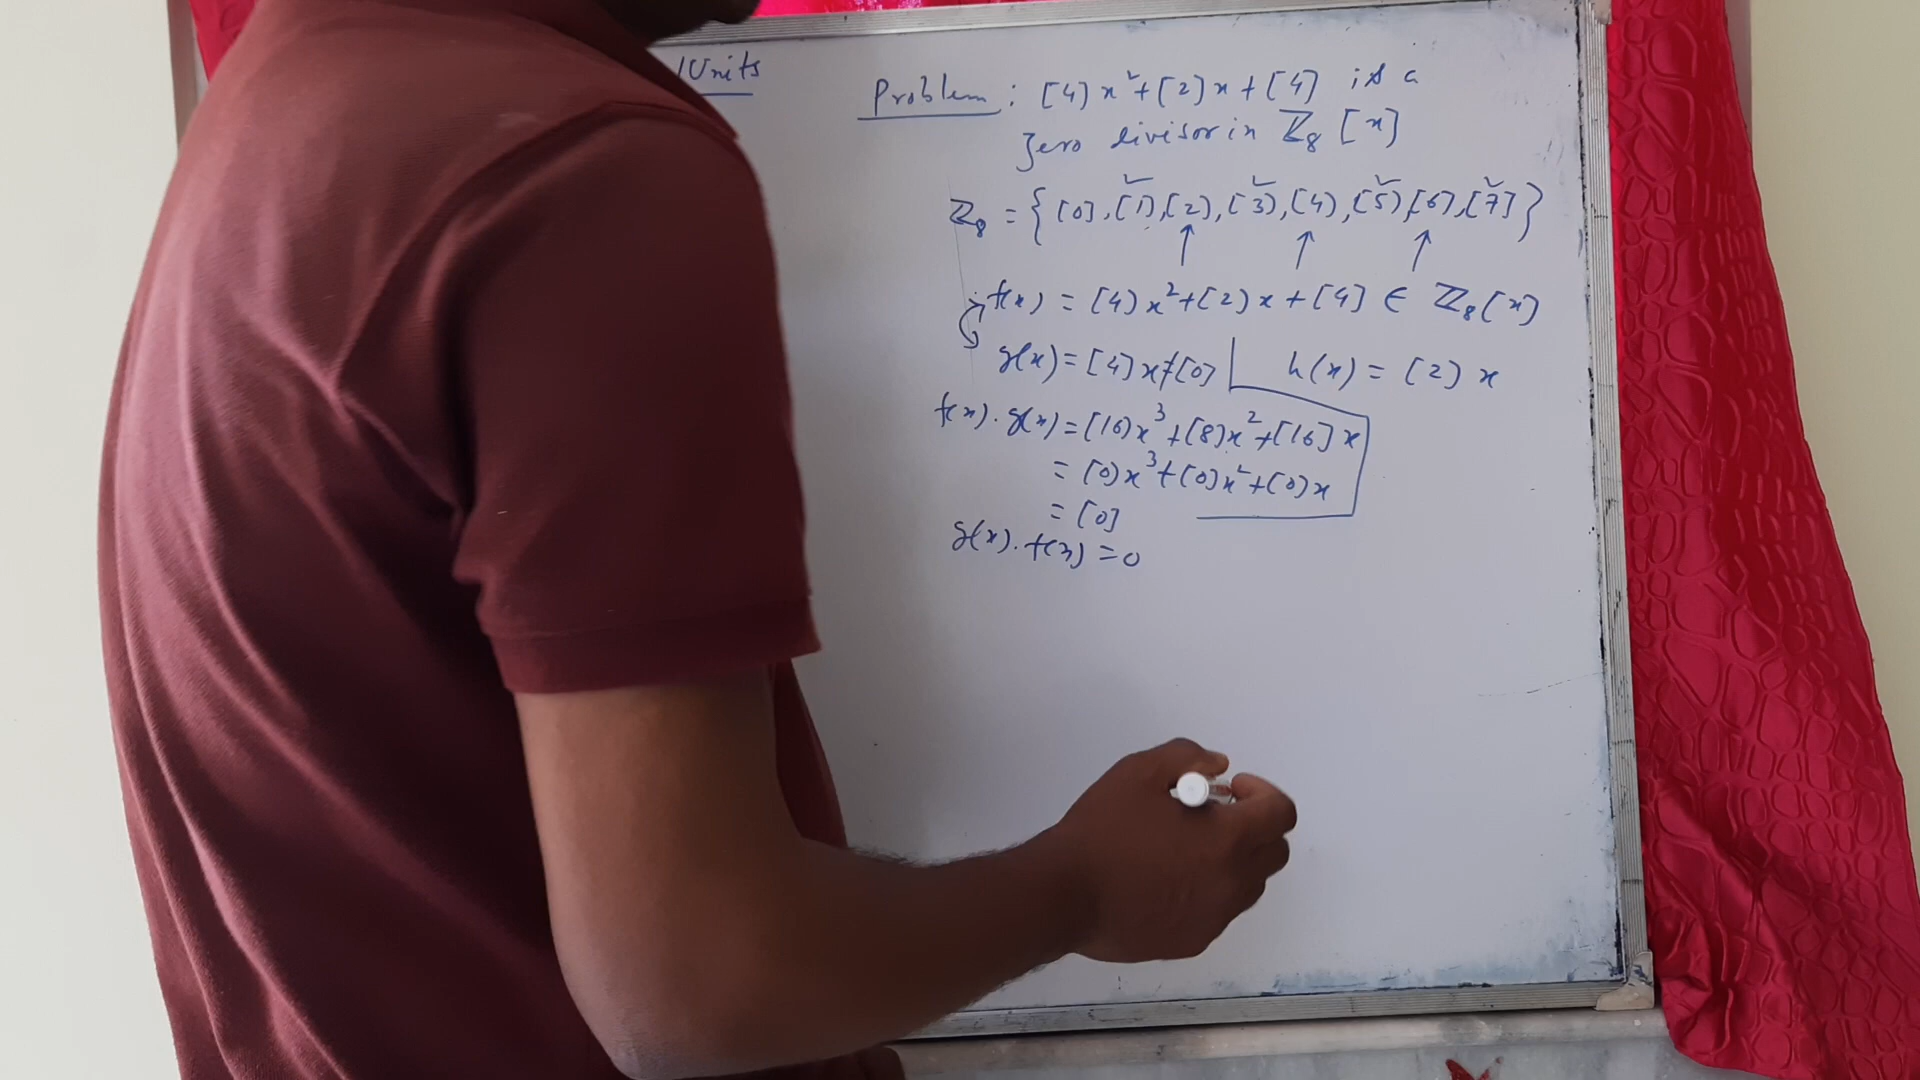 /Units
Problem: [4]x²+[2]x+[4] is a
Zero divisor in ℤ₈[x]
ℤ₈ = {[0],[1],[2],[3],[4],[5],[6],[7]}
f(x) = [4]x²+[2]x+[4] ∈ ℤ₈[x]
g(x)=[4]x≠[0] | h(x) = [2]x
f(x).g(x)=[16]x³+[8]x²+[16]x
= [0]x³+[0]x²+[0]x
= [0]
g(x).f(x)=0